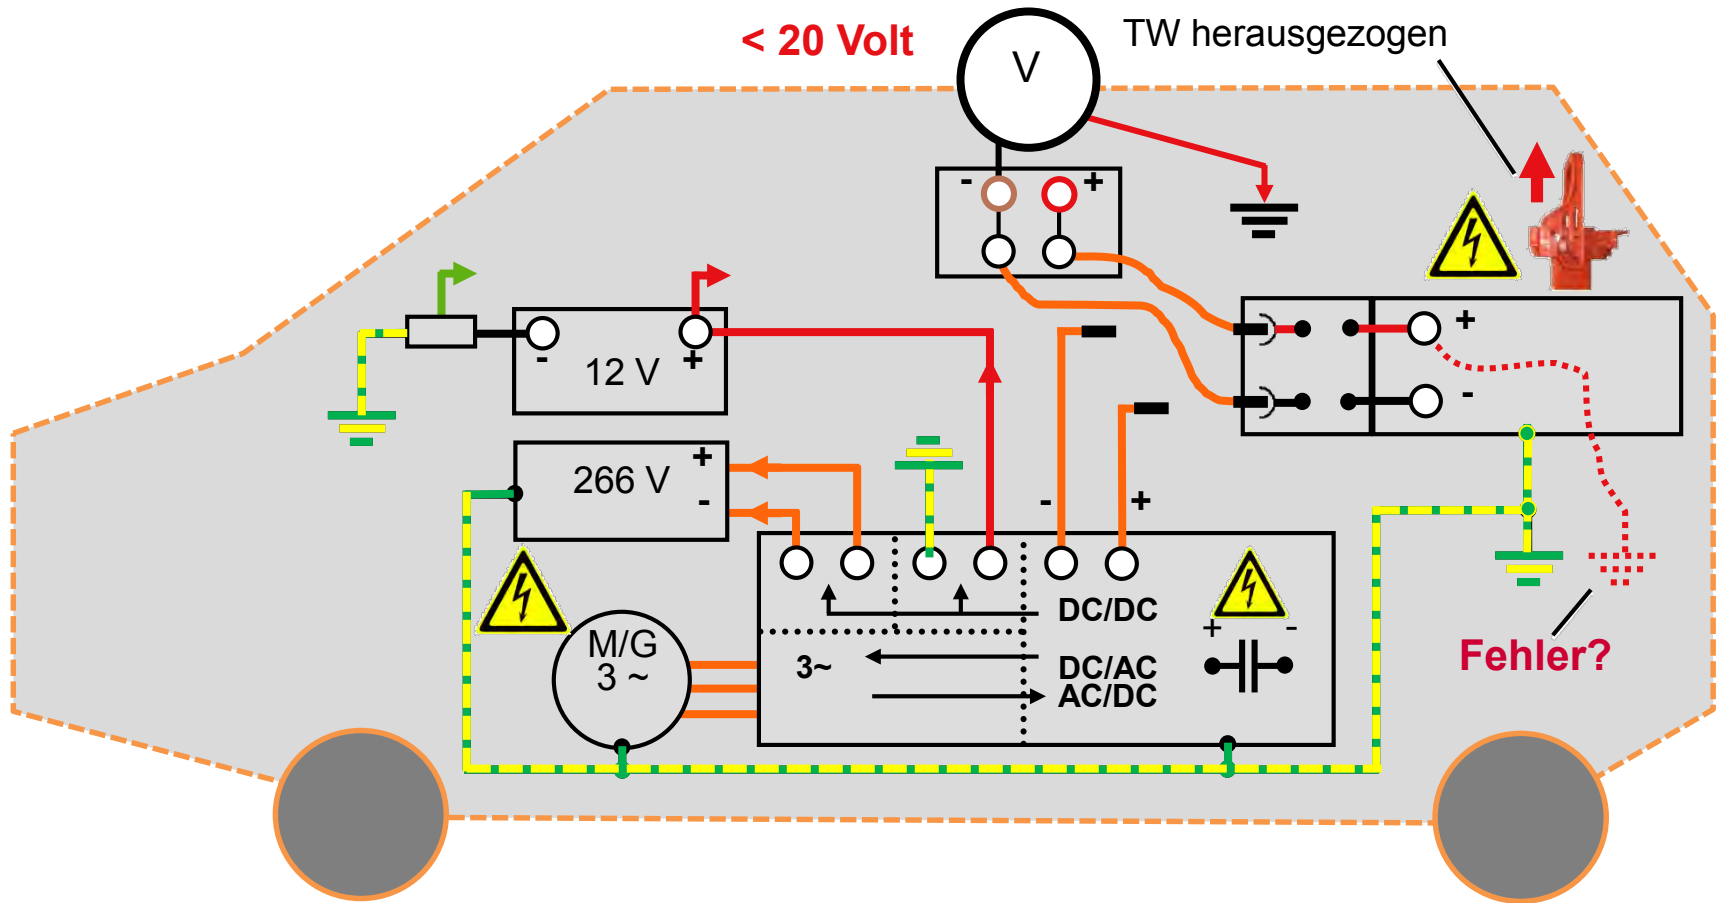 < 20 Volt
V
TW herausgezogen
- +
+
-
- +
12 V
+
-
266 V
- +
DC/DC
+ -
M/G
3 ~
3~
DC/AC
AC/DC
Fehler?